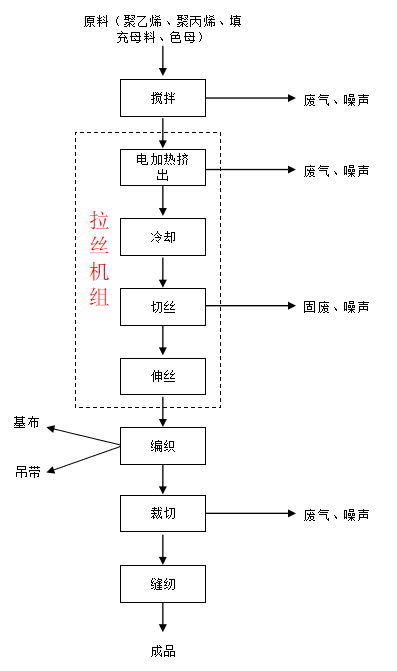 原料（聚乙烯、聚丙烯、填
充母料、色母）
搅拌
废气、噪声
电加热挤
出
废气、噪声
拉丝机组
冷却
切丝
固废、噪声
伸丝
基布
编织
吊带
裁切
废气、噪声
缝纫
成品